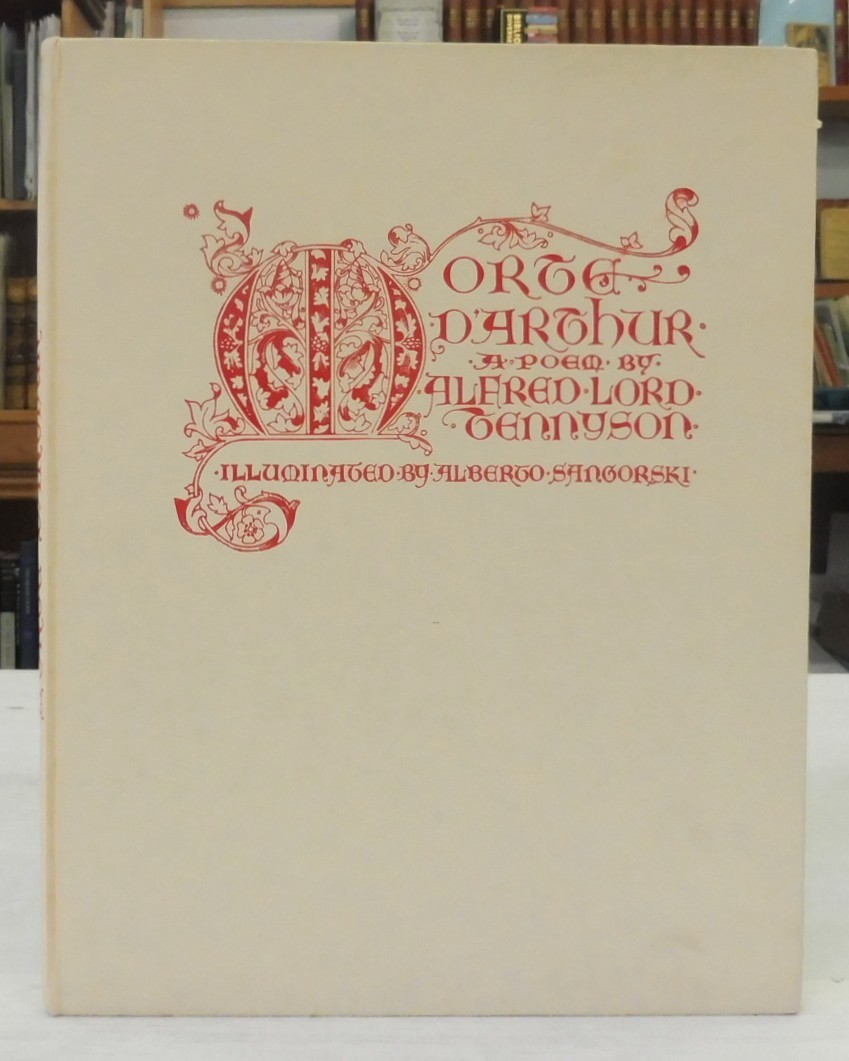 MORTE
D'ARTHUR·
·A·POEM·BY·
ALFRED·LORD·
·TENNYSON·
·ILLUMINATED·BY·ALBERTO·SANGORSKI·